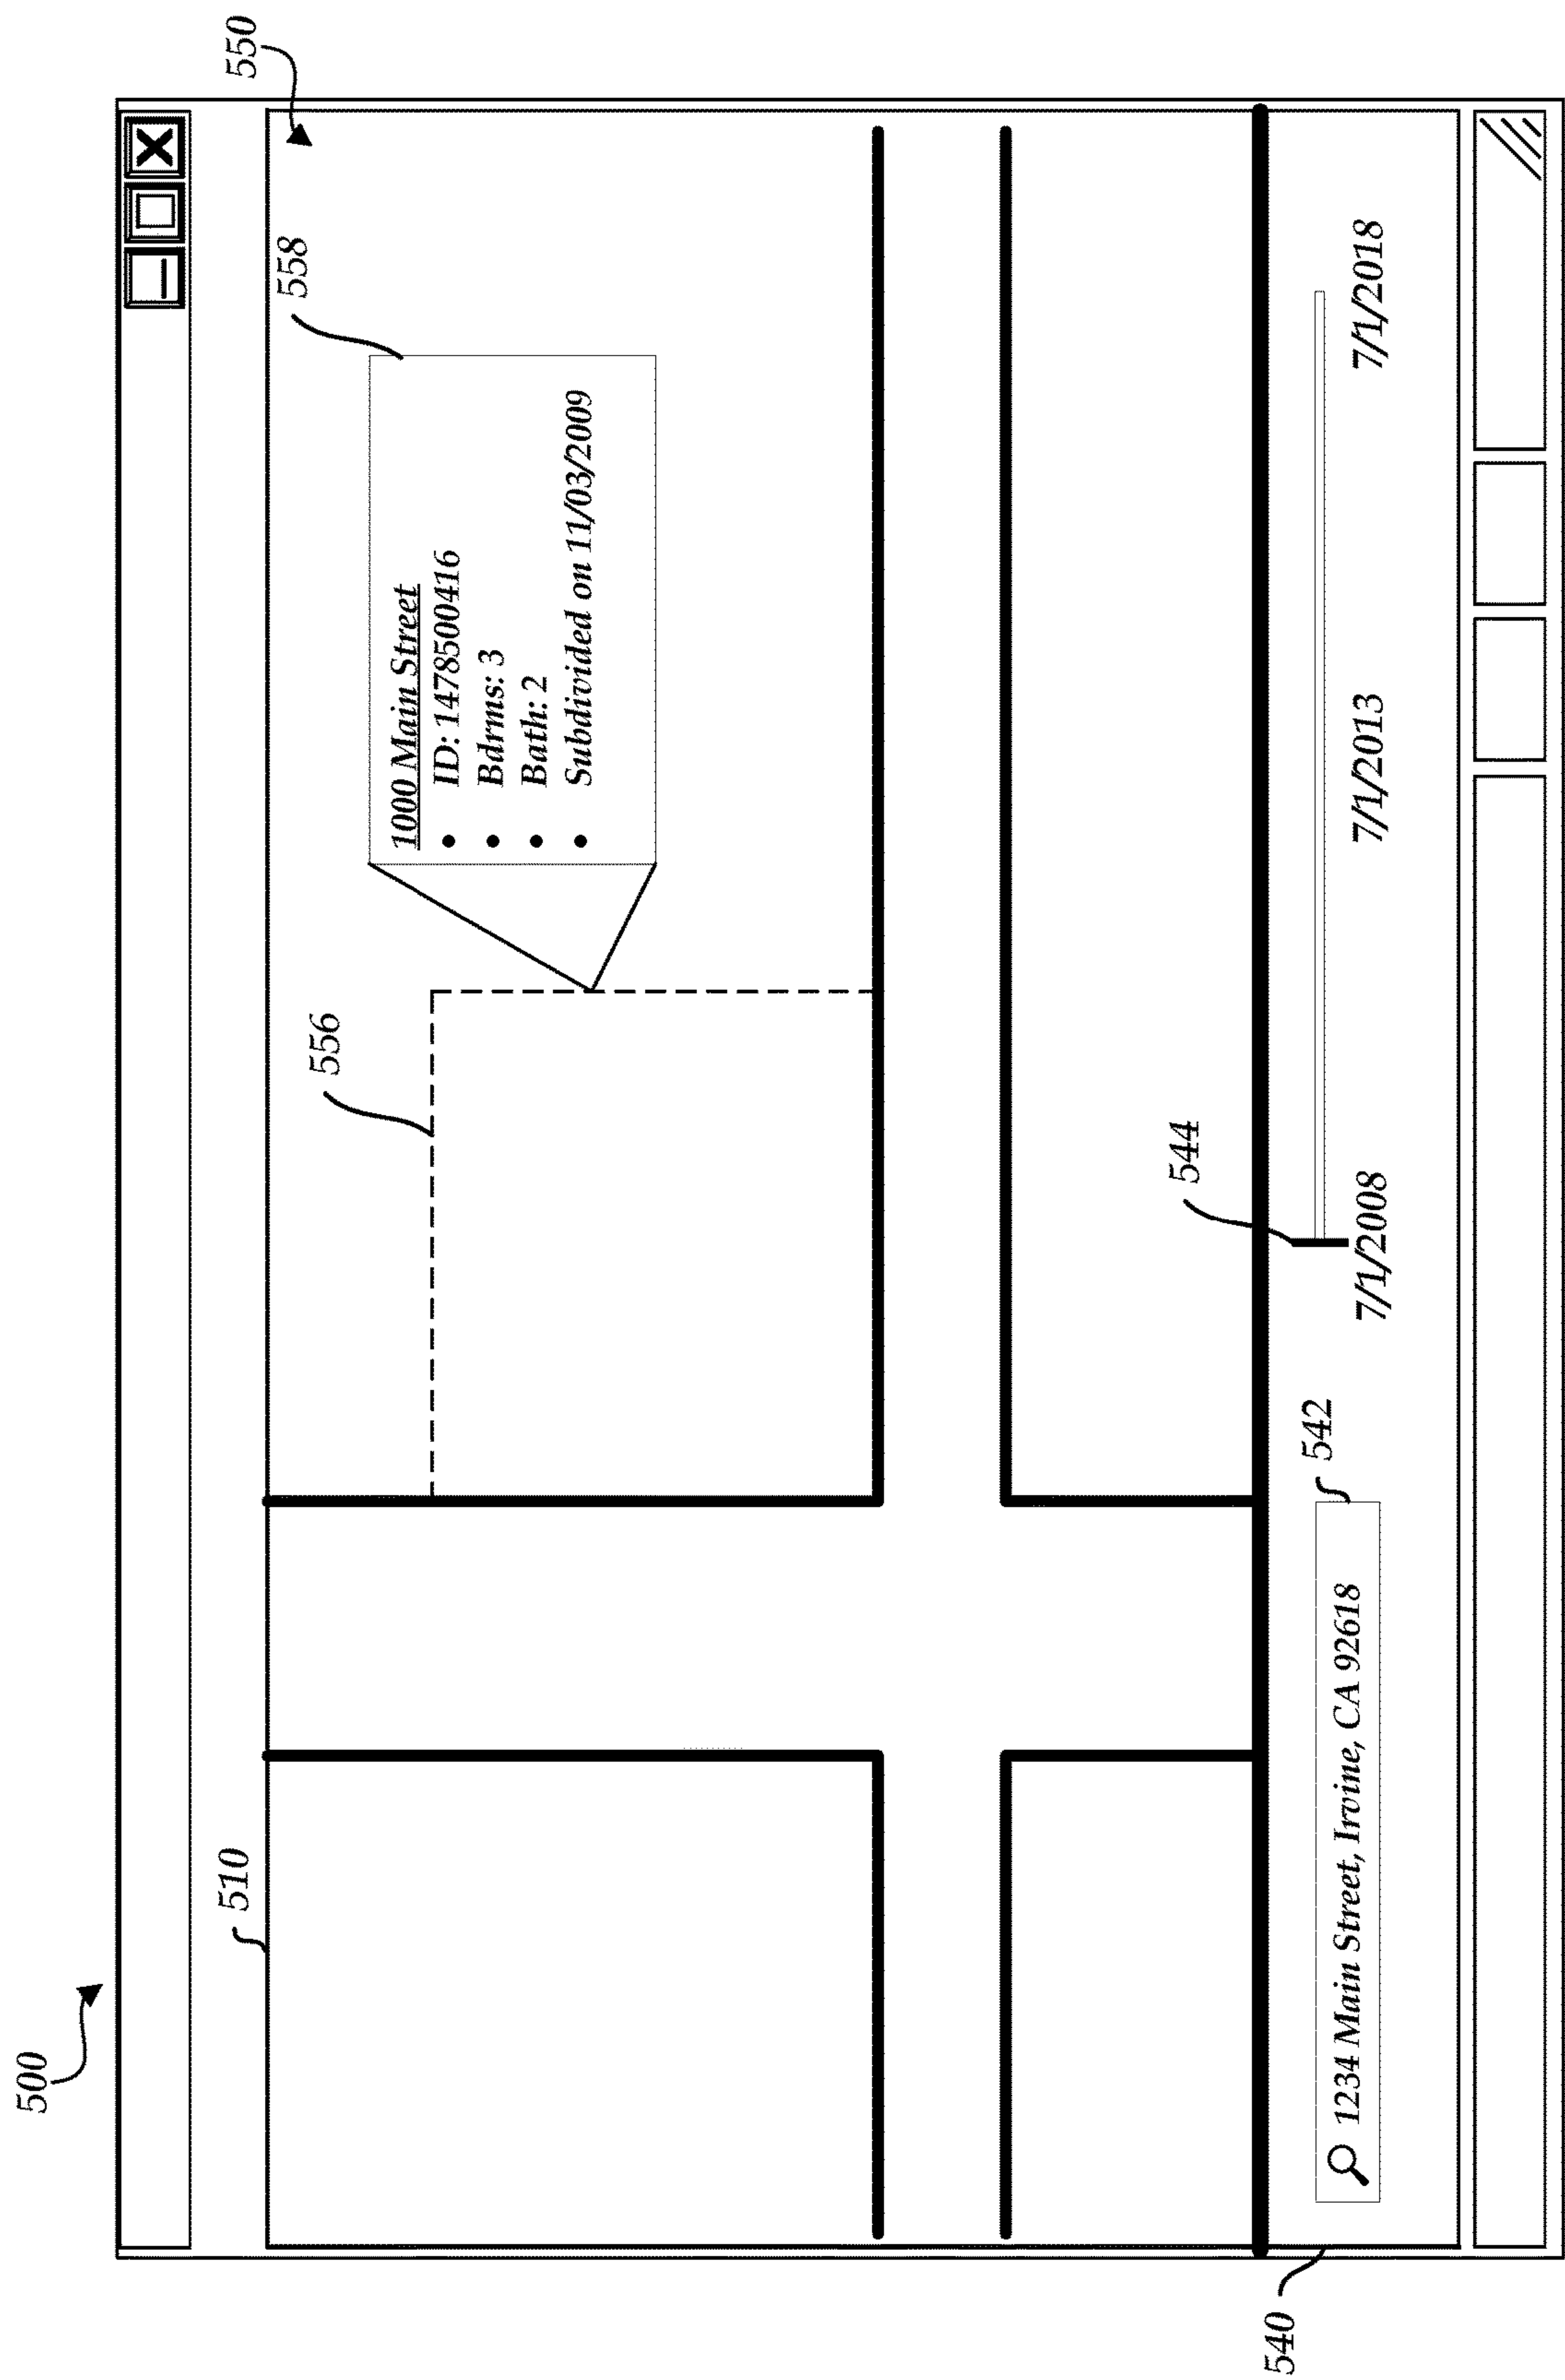 500
510
550
558
1000 Main Street
• ID: 1478500416
• Bdrms: 3
• Bath: 2
• Subdivided on 11/03/2009
556
544
542
540
1234 Main Street, Irvine, CA 92618
7/1/2008
7/1/2013
7/1/2018